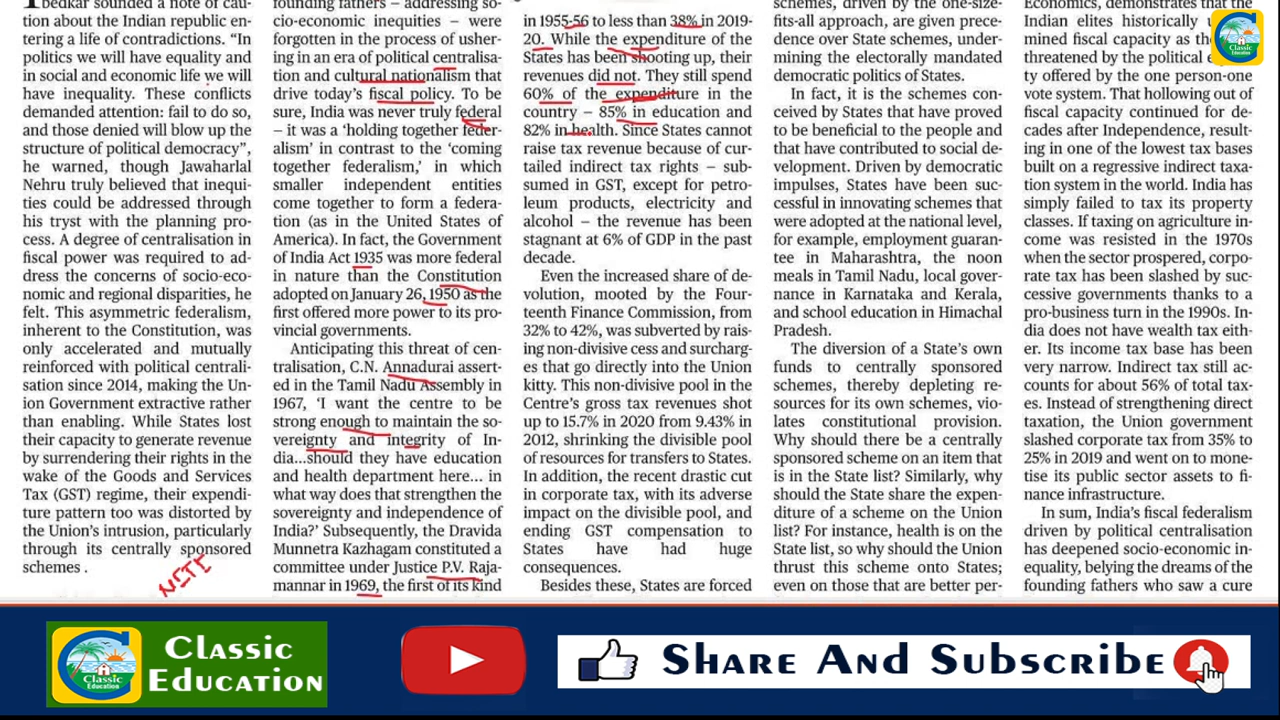 bedkar sounded a note of cau-
tion about the Indian republic en-
tering a life of contradictions. “In
politics we will have equality and
in social and economic life we will
have inequality. These conflicts
demanded attention: fail to do so,
and those denied will blow up the
structure of political democracy”,
he warned, though Jawaharlal
Nehru truly believed that inequi-
ties could be addressed through
his tryst with the planning pro-
cess. A degree of centralisation in
fiscal power was required to ad-
dress the concerns of socio-eco-
nomic and regional disparities, he
felt. This asymmetric federalism,
inherent to the Constitution, was
only accelerated and mutually
reinforced with political centrali-
sation since 2014, making the Un-
ion Government extractive rather
than enabling. While States lost
their capacity to generate revenue
by surrendering their rights in the
wake of the Goods and Services
Tax (GST) regime, their expendi-
ture pattern too was distorted by
the Union’s intrusion, particularly
through its centrally sponsored
schemes .
NOTE
founding fathers – addressing so-
cio-economic inequities – were
forgotten in the process of usher-
ing in an era of political centralisa-
tion and cultural nationalism that
drive today’s fiscal policy. To be
sure, India was never truly federal
– it was a ‘holding together feder-
alism’ in contrast to the ‘coming
together federalism,’ in which
smaller independent entities
come together to form a federa-
tion (as in the United States of
America). In fact, the Government
of India Act 1935 was more federal
in nature than the Constitution
adopted on January 26, 1950 as the
first offered more power to its pro-
vincial governments.
Anticipating this threat of cen-
tralisation, C.N. Annadurai assert-
ed in the Tamil Nadu Assembly in
1967, ‘I want the centre to be
strong enough to maintain the so-
vereignty and integrity of In-
dia...should they have education
and health department here... in
what way does that strengthen the
sovereignty and independence of
India?’ Subsequently, the Dravida
Munnetra Kazhagam constituted a
committee under Justice P.V. Raja-
mannar in 1969, the first of its kind
in 1955-56 to less than 38% in 2019-
20. While the expenditure of the
States has been shooting up, their
revenues did not. They still spend
60% of the expenditure in the
country – 85% in education and
82% in health. Since States cannot
raise tax revenue because of cur-
tailed indirect tax rights – sub-
sumed in GST, except for petro-
leum products, electricity and
alcohol – the revenue has been
stagnant at 6% of GDP in the past
decade.
Even the increased share of de-
volution, mooted by the Four-
teenth Finance Commission, from
32% to 42%, was subverted by rais-
ing non-divisive cess and surcharg-
es that go directly into the Union
kitty. This non-divisive pool in the
Centre’s gross tax revenues shot
up to 15.7% in 2020 from 9.43% in
2012, shrinking the divisible pool
of resources for transfers to States.
In addition, the recent drastic cut
in corporate tax, with its adverse
impact on the divisible pool, and
ending GST compensation to
States have had huge
consequences.
Besides these, States are forced
schemes, driven by the one-size-
fits-all approach, are given prece-
dence over State schemes, under-
mining the electorally mandated
democratic politics of States.
In fact, it is the schemes con-
ceived by States that have proved
to be beneficial to the people and
that have contributed to social de-
velopment. Driven by democratic
impulses, States have been suc-
cessful in innovating schemes that
were adopted at the national level,
for example, employment guaran-
tee in Maharashtra, the noon
meals in Tamil Nadu, local gover-
nance in Karnataka and Kerala,
and school education in Himachal
Pradesh.
The diversion of a State’s own
funds to centrally sponsored
schemes, thereby depleting re-
sources for its own schemes, vio-
lates constitutional provision.
Why should there be a centrally
sponsored scheme on an item that
is in the State list? Similarly, why
should the State share the expen-
diture of a scheme on the Union
list? For instance, health is on the
State list, so why should the Union
thrust this scheme onto States;
even on those that are better per-
Economics, demonstrates that the
Indian elites historically
mined fiscal capacity as th
threatened by the political
ty offered by the one person-one
vote system. That hollowing out of
fiscal capacity continued for de-
cades after Independence, result-
ing in one of the lowest tax bases
built on a regressive indirect taxa-
tion system in the world. India has
simply failed to tax its property
classes. If taxing on agriculture in-
come was resisted in the 1970s
when the sector prospered, corpo-
rate tax has been slashed by suc-
cessive governments thanks to a
pro-business turn in the 1990s. In-
dia does not have wealth tax eith-
er. Its income tax base has been
very narrow. Indirect tax still ac-
counts for about 56% of total tax-
es. Instead of strengthening direct
taxation, the Union government
slashed corporate tax from 35% to
25% in 2019 and went on to mone-
tise its public sector assets to fi-
nance infrastructure.
In sum, India’s fiscal federalism
driven by political centralisation
has deepened socio-economic in-
equality, belying the dreams of the
founding fathers who saw a cure
Classic
Education
Classic
Education
Classic
Education
Share And Subscribe